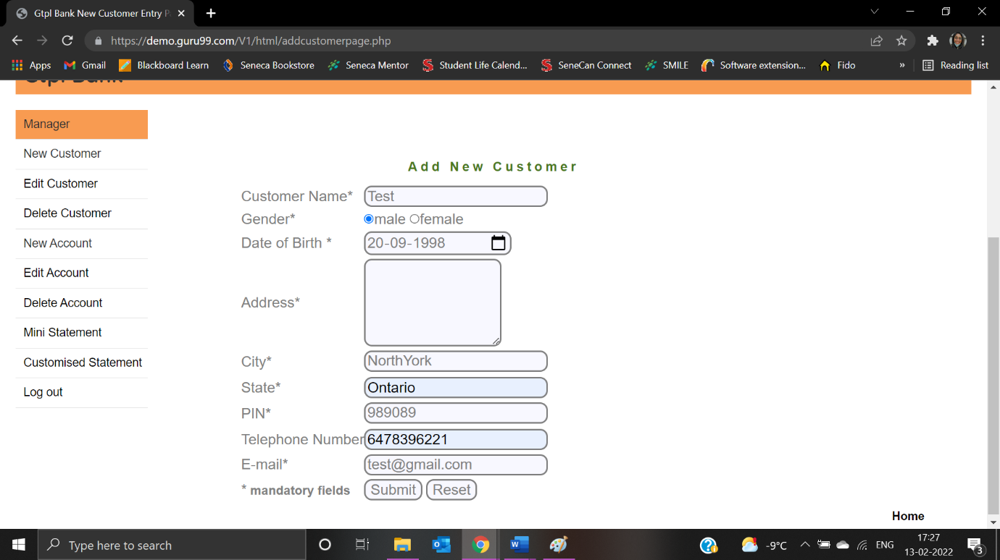 Gtpl Bank New Customer Entry P
https://demo.guru99.com/V1/html/addcustomerpage.php
Apps Gmail Blackboard Learn Seneca Bookstore Seneca Mentor Student Life Calend... SeneCan Connect SMILE Software extension... Fido » Reading list
Gtpl Bank
Manager
New Customer
Edit Customer
Delete Customer
New Account
Edit Account
Delete Account
Mini Statement
Customised Statement
Log out
Add New Customer
Customer Name* Test
Gender* male female
Date of Birth * 20-09-1998
Address*
City* NorthYork
State* Ontario
PIN* 989089
Telephone Number 6478396221
E-mail* test@gmail.com
* mandatory fields Submit Reset
Home
Type here to search
-9°C ENG
17:27
13-02-2022
3